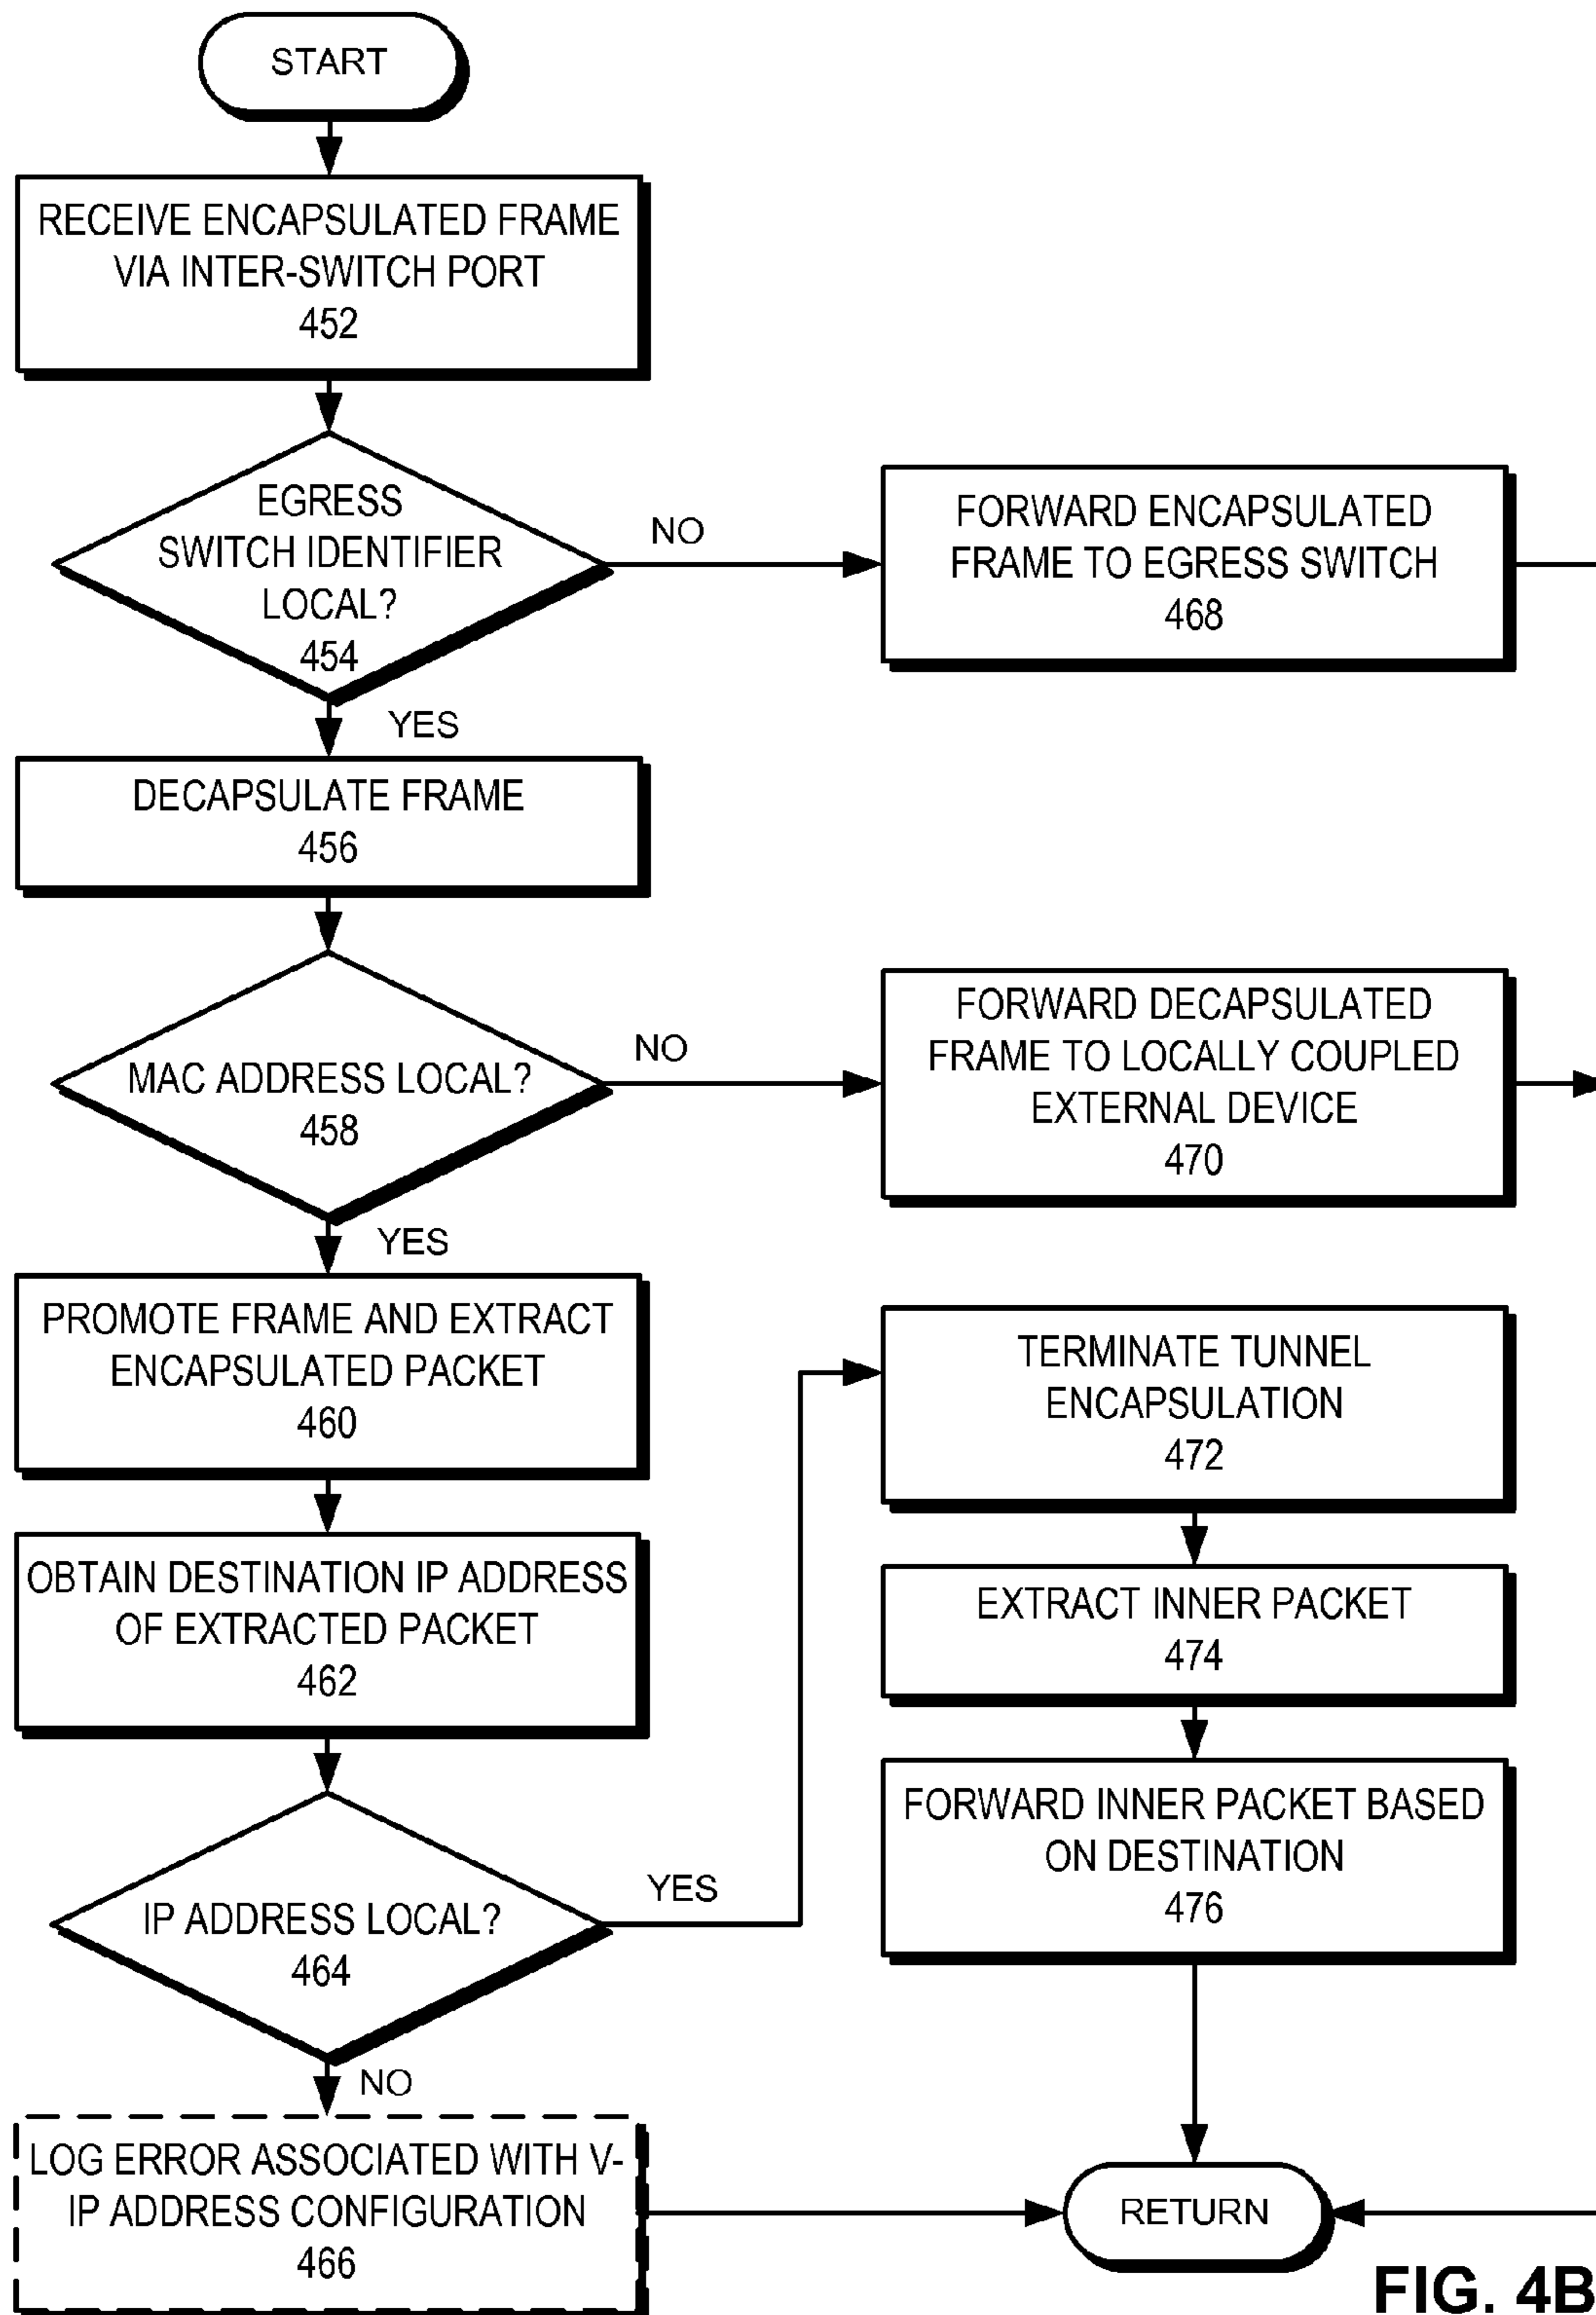 START
RECEIVE ENCAPSULATED FRAME
VIA INTER-SWITCH PORT
452
EGRESS
SWITCH IDENTIFIER
LOCAL?
454
NO
FORWARD ENCAPSULATED
FRAME TO EGRESS SWITCH
468
YES
DECAPSULATE FRAME
456
MAC ADDRESS LOCAL?
458
NO
FORWARD DECAPSULATED
FRAME TO LOCALLY COUPLED
EXTERNAL DEVICE
470
YES
PROMOTE FRAME AND EXTRACT
ENCAPSULATED PACKET
460
OBTAIN DESTINATION IP ADDRESS
OF EXTRACTED PACKET
462
IP ADDRESS LOCAL?
464
YES
TERMINATE TUNNEL
ENCAPSULATION
472
EXTRACT INNER PACKET
474
FORWARD INNER PACKET BASED
ON DESTINATION
476
NO
LOG ERROR ASSOCIATED WITH V-
IP ADDRESS CONFIGURATION
466
RETURN
FIG. 4B